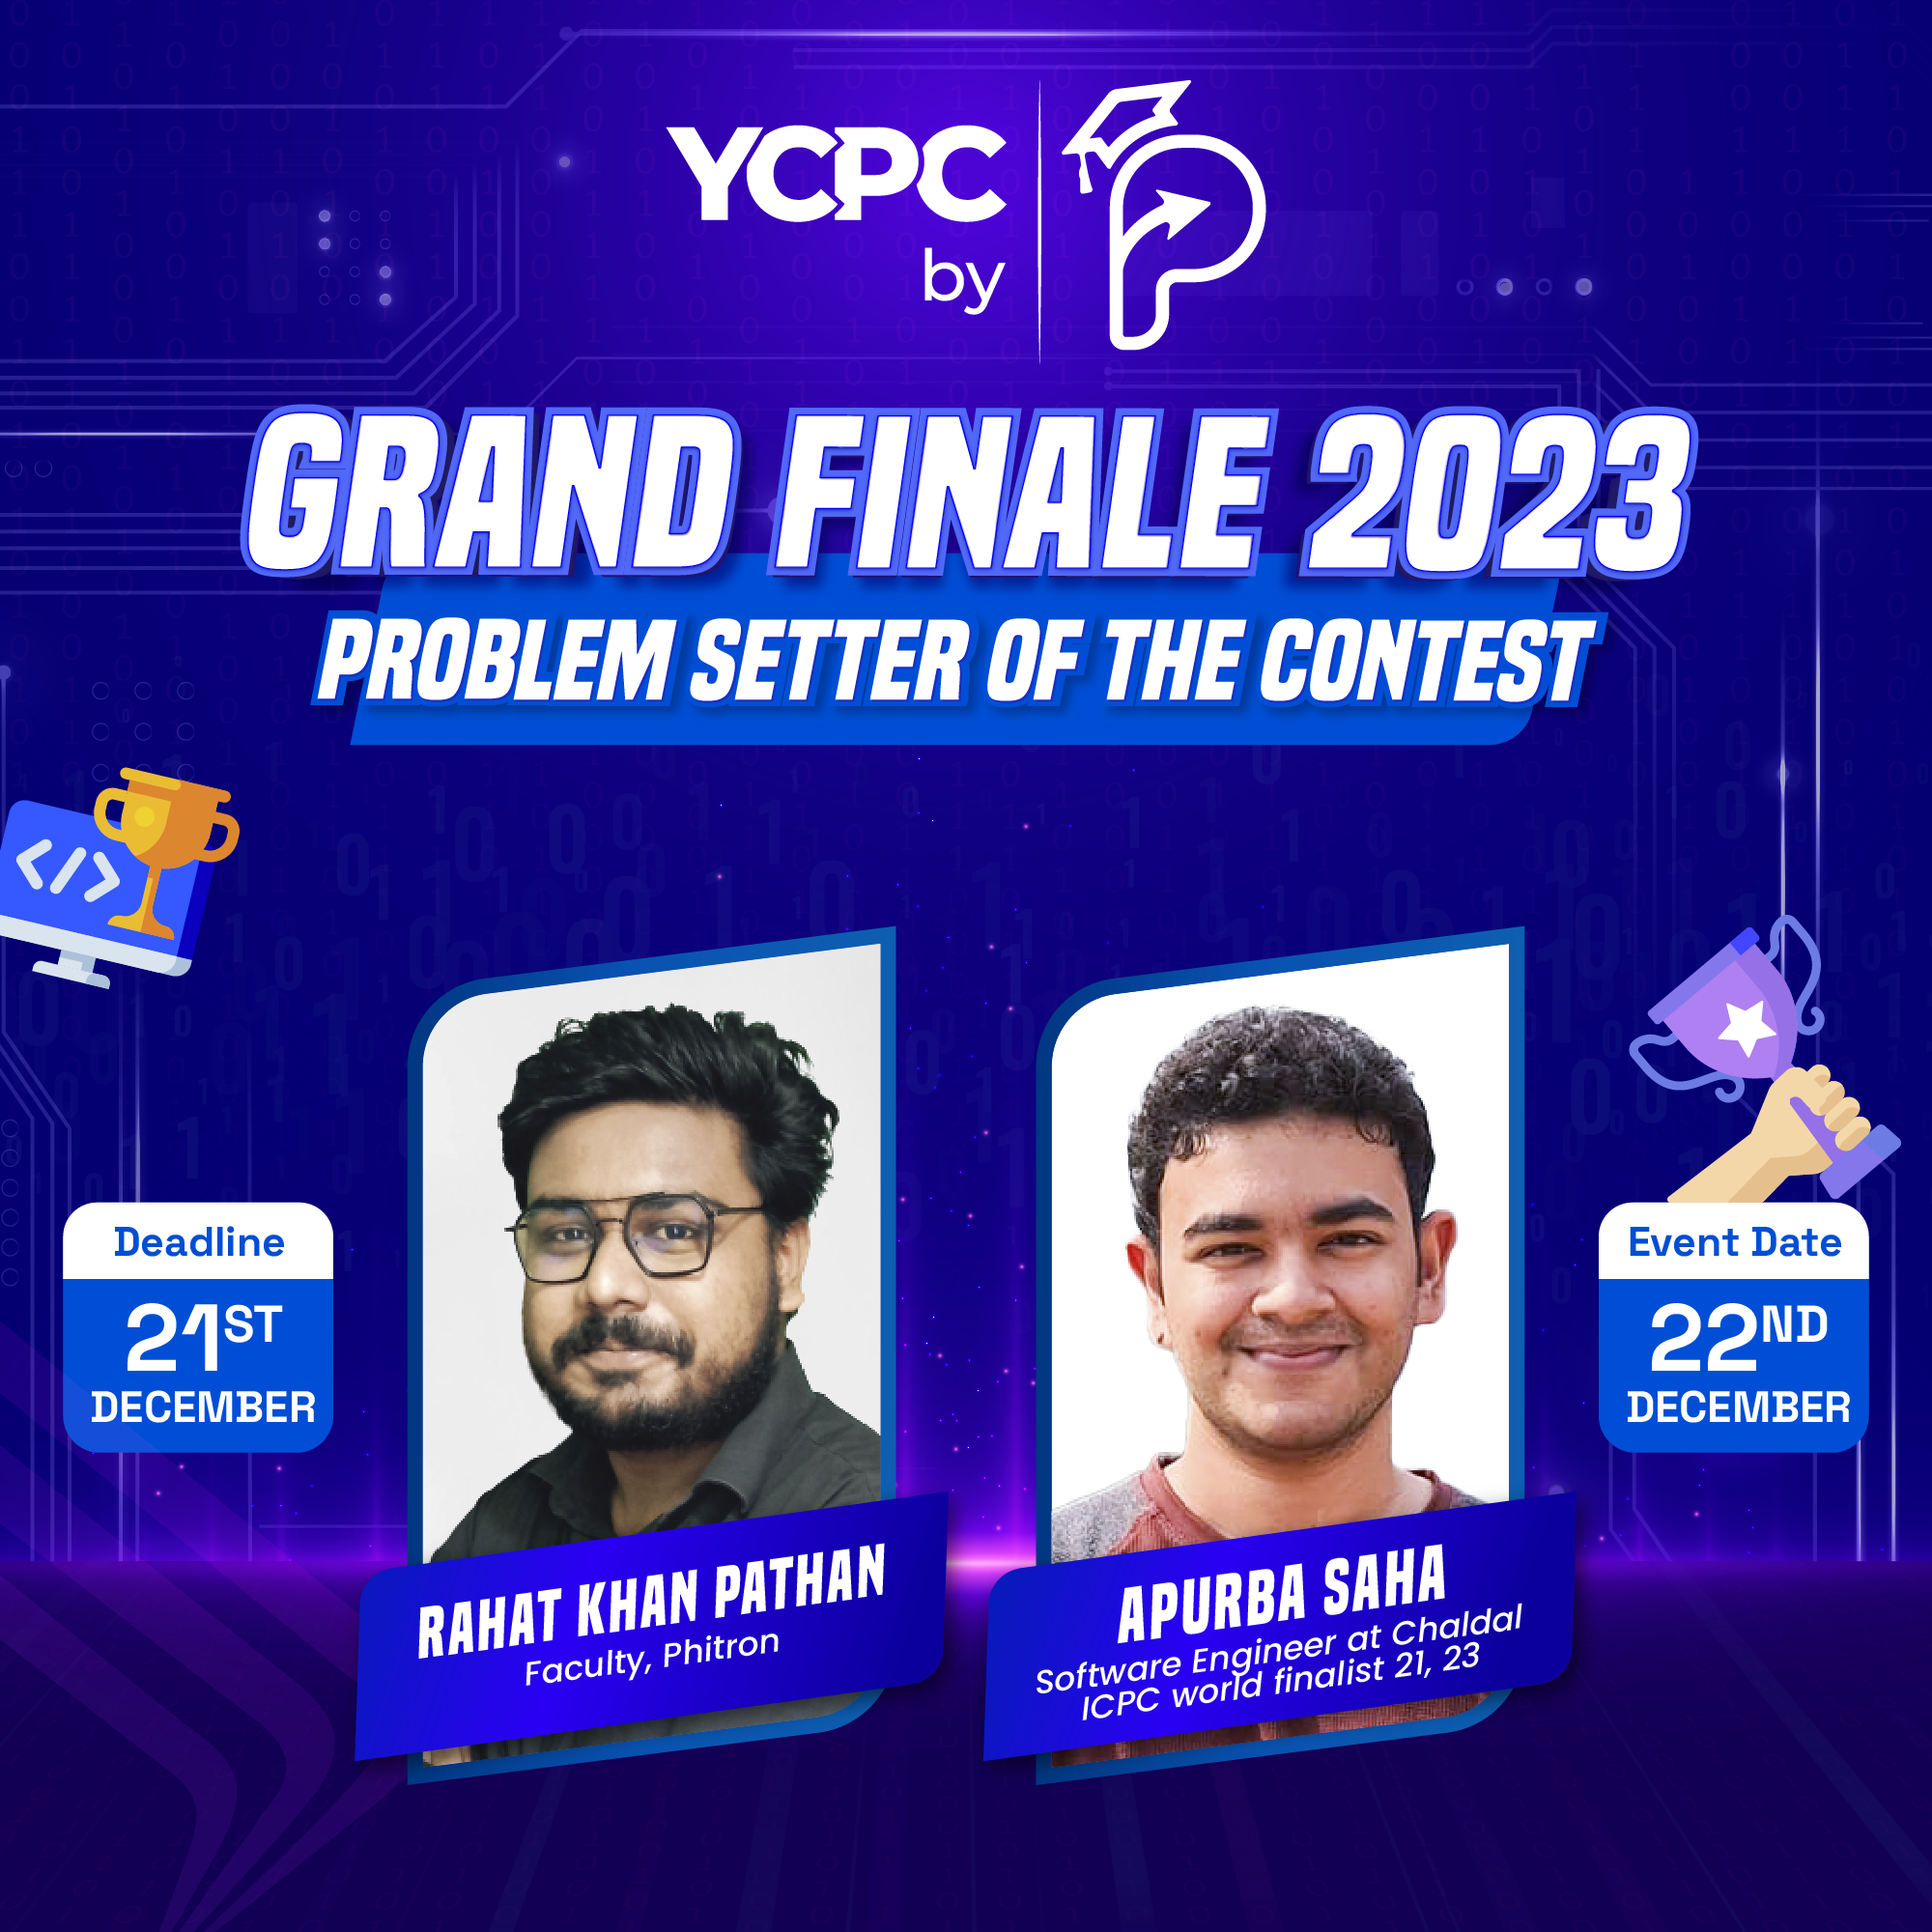 YCPC
by
GRAND FINALE 2023
PROBLEM SETTER OF THE CONTEST
</>
Deadline
21ST
DECEMBER
Event Date
22ND
DECEMBER
RAHAT KHAN PATHAN
Faculty, Phitron
APURBA SAHA
Software Engineer at Chaldal
ICPC world finalist 21, 23